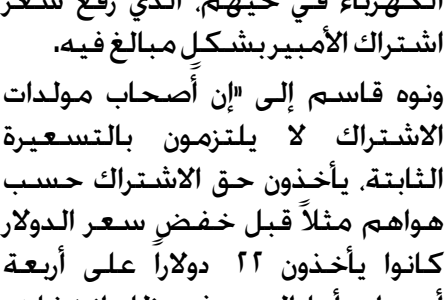 الكهرباء في حيهم، الذي رفع سعر
اشتراك الأمبير بشكلٍ مبالغ فيه.
ونوه قاسم إلى «إن أصحاب مولدات
الاشتراك لا يلتزمون بالتسعيرة
الثابتة، يأخذون حق الاشتراك حسب
هواهم مثلاً قبل خفض سعر الدولار
كانوا يأخذون ٢٢ دولاراً على أربعة